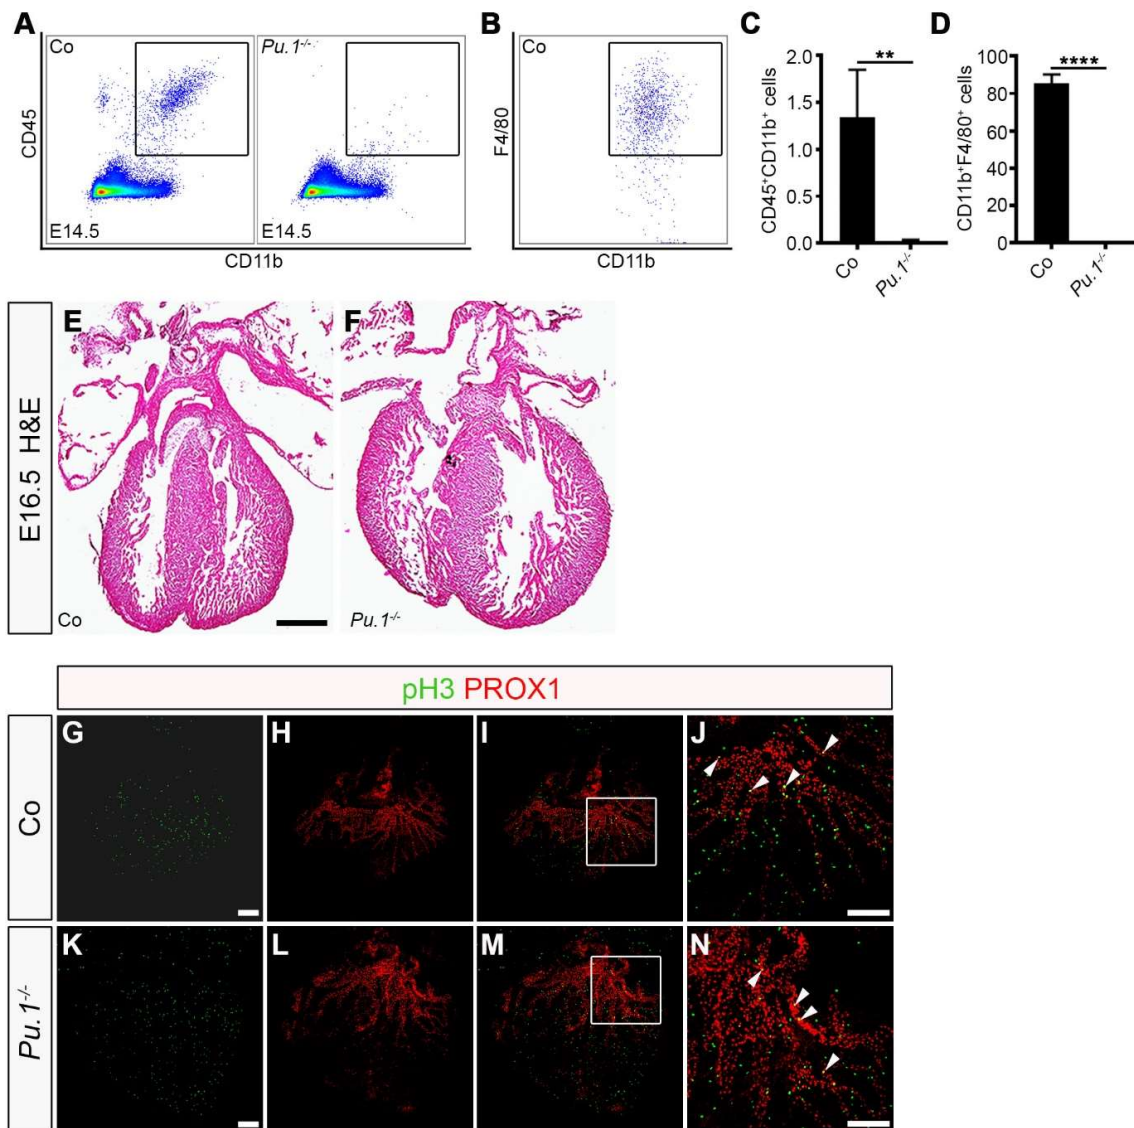 A
Co
Pu.1-/-
CD45
E14.5
E14.5
CD11b
B
Co
F4/80
CD11b
C
CD45+CD11b+ cells
2.0
1.5
1.0
0.5
0.0
**
Co
Pu.1-/-
D
CD11b+F4/80+ cells
100
80
60
40
20
0
****
Co
Pu.1-/-
E16.5 H&E
E
Co
F
Pu.1-/-
pH3 PROX1
Co
G
H
I
J
Pu.1-/-
K
L
M
N